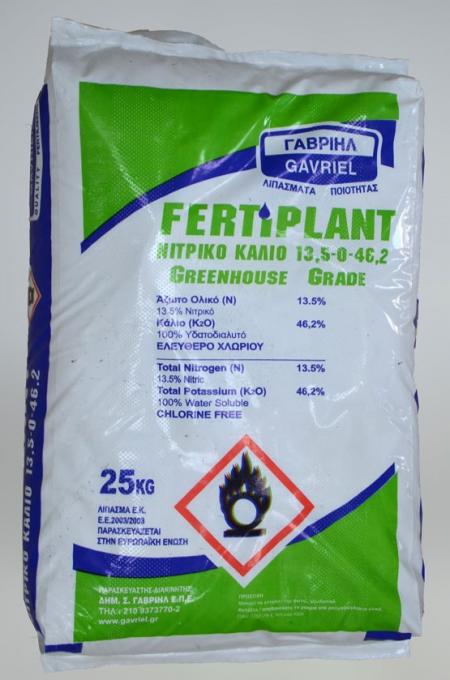 ΓΑΒΡΙΗΛ
GAVRIEL
ΛΙΠΑΣΜΑΤΑ ΠΟΙΟΤΗΤΑΣ
FERTIPLANT
ΝΙΤΡΙΚΟ ΚΑΛΙΟ 13,5-0-46,2
GREENHOUSE GRADE
Άζωτο Ολικό (N) 13.5%
13.5% Νιτρικό
Κάλιο (K2O) 46,2%
100% Υδατοδιαλυτό
ΕΛΕΥΘΕΡΟ ΧΛΩΡΙΟΥ
Total Nitrogen (N) 13.5%
13.5% Nitric
Total Potassium (K2O) 46,2%
100% Water Soluble
CHLORINE FREE
25KG
ΛΙΠΑΣΜΑ Ε.Κ.
Ε.Ε.2003/2003
ΠΑΡΑΣΚΕΥΑΖΕΤΑΙ
ΣΤΗΝ ΕΥΡΩΠΑΪΚΗ ΕΝΩΣΗ
ΠΑΡΑΣΚΕΥΑΣΤΗΣ-ΔΙΑΚΙΝΗΤΗΣ
ΔΗΜ. Σ. ΓΑΒΡΙΗΛ Ε.Π.Ε.
ΤΗΛ.: 210 9373770-2
www.gavriel.gr
ΠΡΟΣΟΧΗ
QUALITY
ΝΙΤΡΙΚΟ ΚΑΛΙΟ 13,5-0-46,2